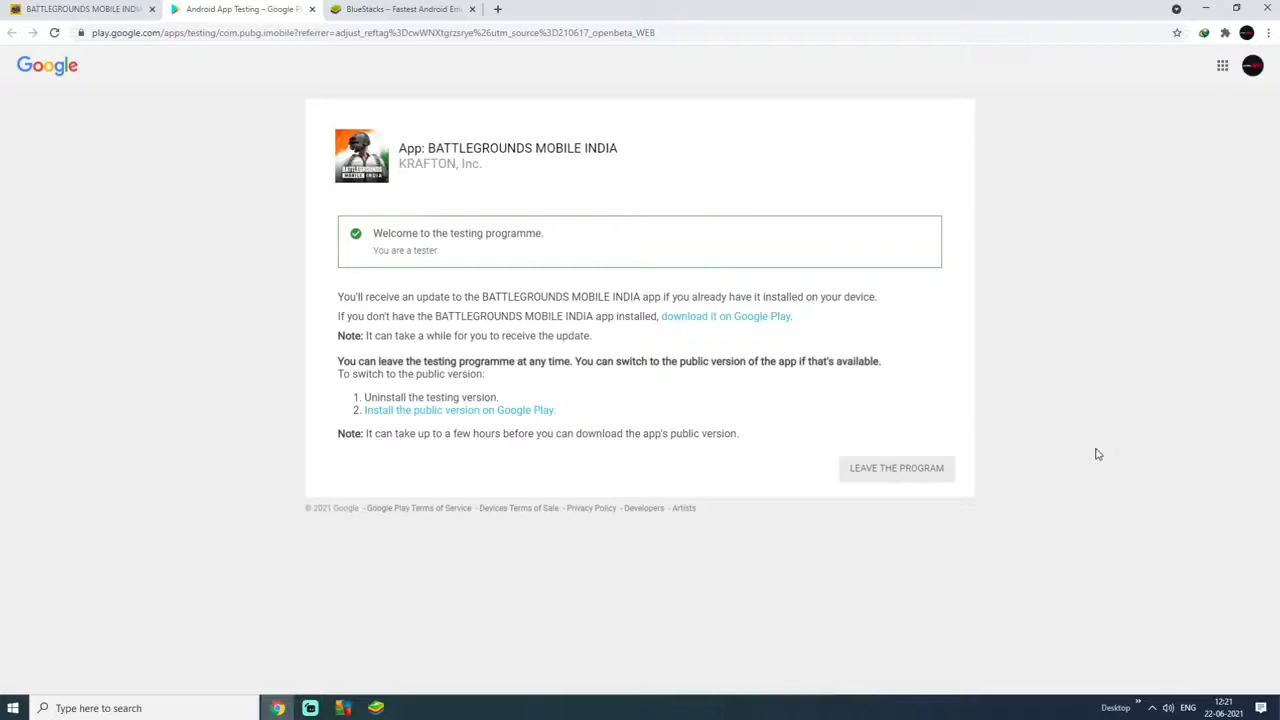 BATTLEGROUNDS MOBILE INDI
Android App Testing – Google P
BlueStacks – Fastest Android Em
play.google.com/apps/testing/com.pubg.imobile?referrer=adjust_reftag%3DcwWNXtgrzsrye%26utm_source%3D210617_openbeta_WEB
Google
App: BATTLEGROUNDS MOBILE INDIA
KRAFTON, Inc.
BATTLEGROUNDS
MOBILE INDIA
Welcome to the testing programme.
You are a tester.
You'll receive an update to the BATTLEGROUNDS MOBILE INDIA app if you already have it installed on your device.
If you don't have the BATTLEGROUNDS MOBILE INDIA app installed, download it on Google Play.
Note: It can take a while for you to receive the update.
You can leave the testing programme at any time. You can switch to the public version of the app if that's available.
To switch to the public version:
1. Uninstall the testing version.
2. Install the public version on Google Play.
Note: It can take up to a few hours before you can download the app's public version.
LEAVE THE PROGRAM
© 2021 Google - Google Play Terms of Service - Devices Terms of Sale - Privacy Policy - Developers - Artists
Type here to search
Desktop
ENG
12:21
22-06-2021